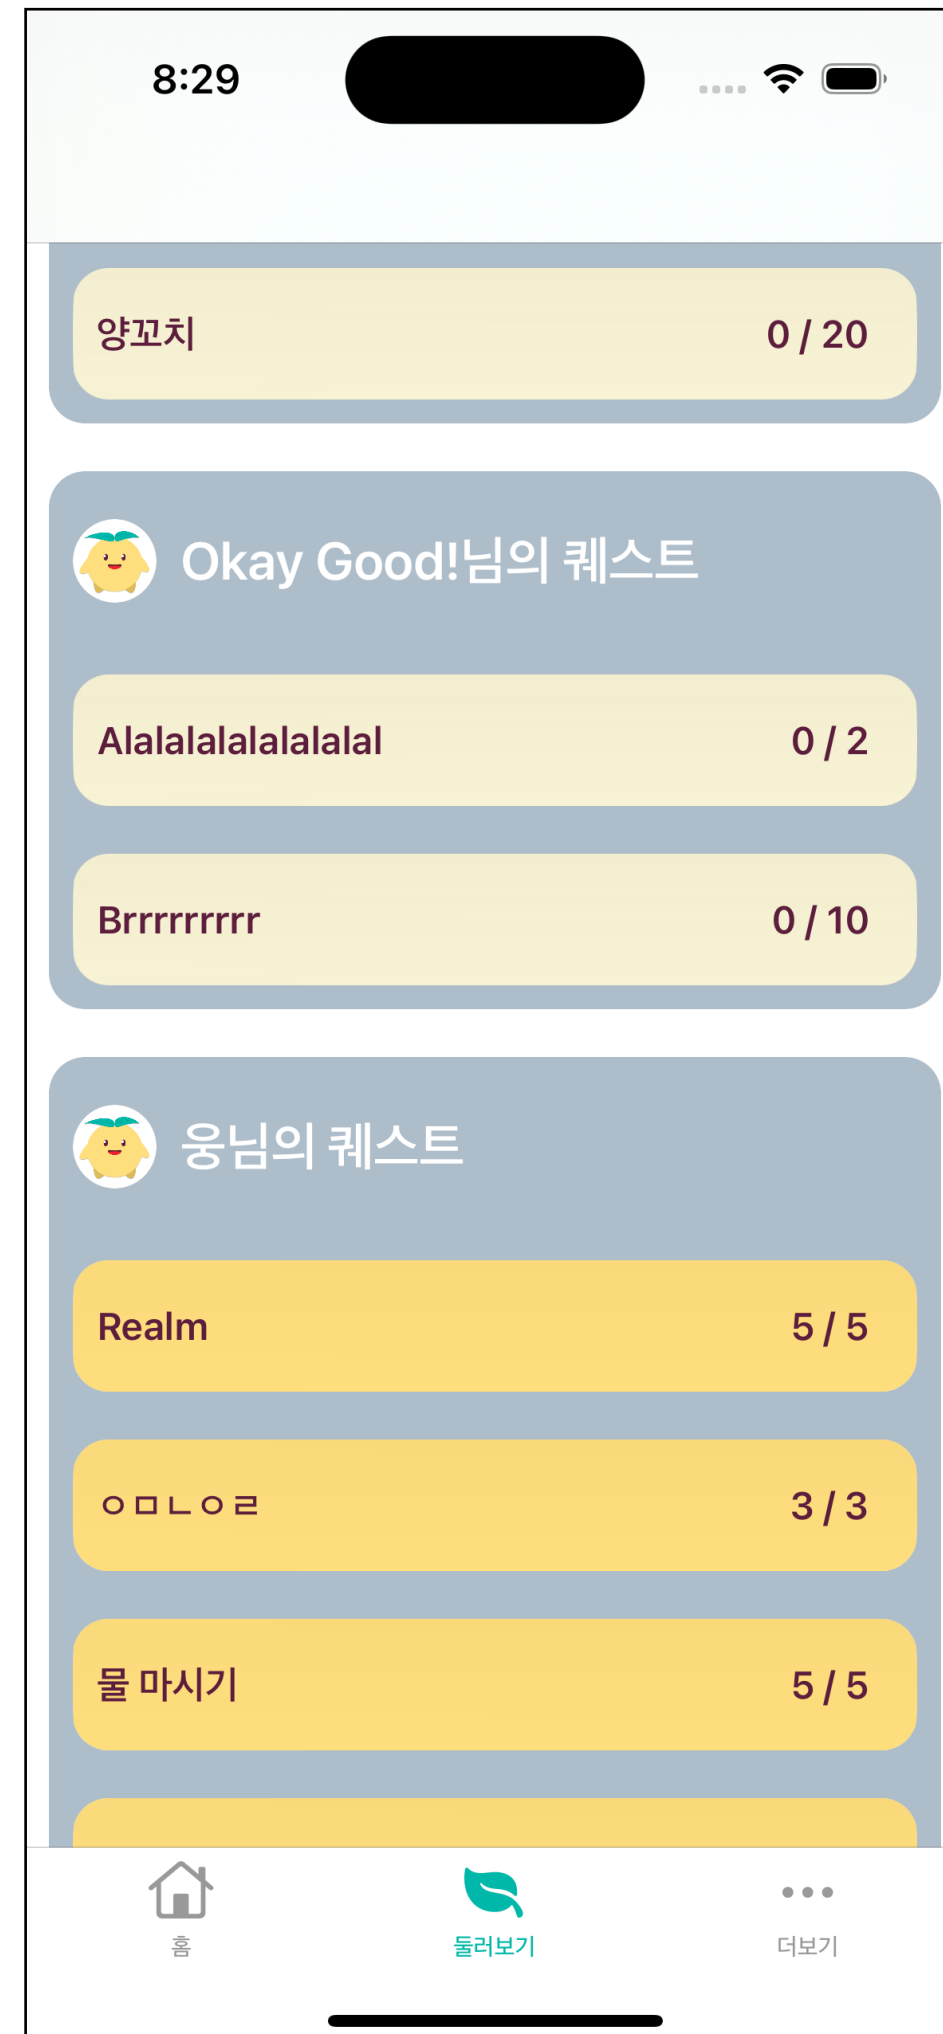 8:29
양꼬치 0 / 20
Okay Good!님의 퀘스트
Alalalalalalalalal 0 / 2
Brrrrrrrrr 0 / 10
웅님의 퀘스트
Realm 5 / 5
ㅇㅁㄴㅇㄹ 3 / 3
물 마시기 5 / 5
홈 둘러보기 더보기